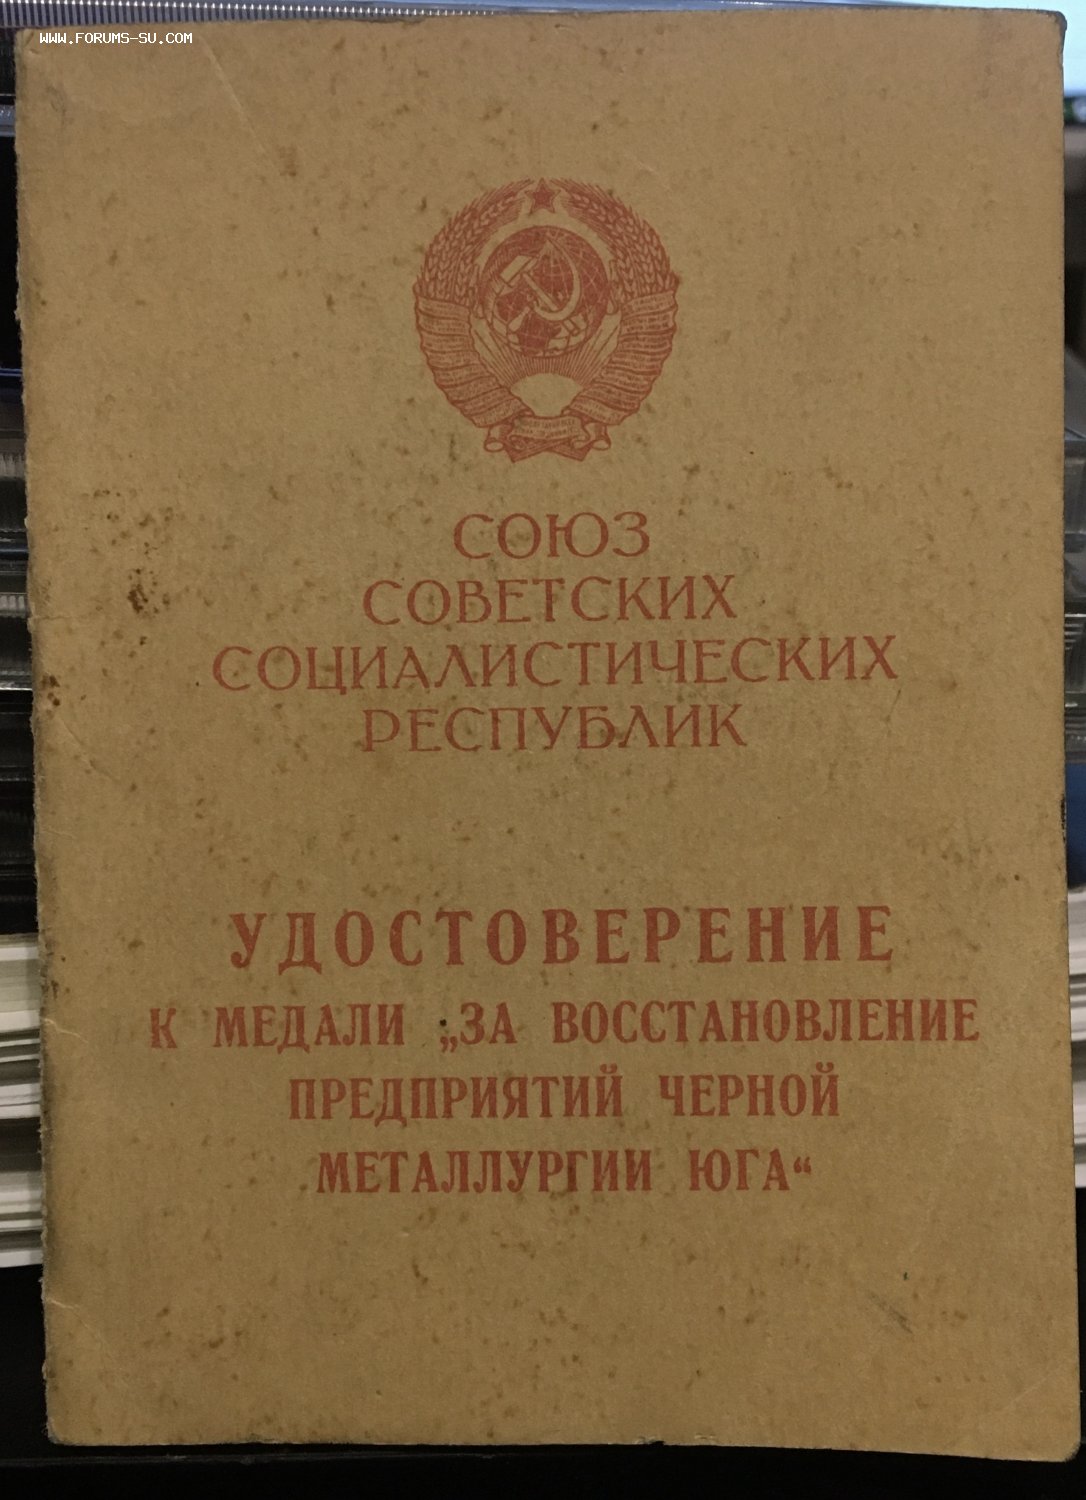 WWW.FORUMS-SU.COM
СОЮЗ
СОВЕТСКИХ
СОЦИАЛИСТИЧЕСКИХ
РЕСПУБЛИК
УДОСТОВЕРЕНИЕ
К МЕДАЛИ „ЗА ВОССТАНОВЛЕНИЕ
ПРЕДПРИЯТИЙ ЧЕРНОЙ
МЕТАЛЛУРГИИ ЮГА“